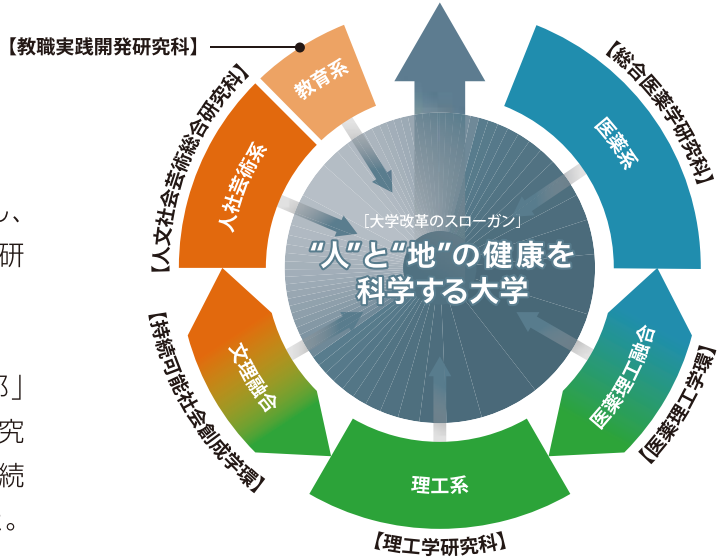 【教職実践開発研究科】
教育系
【総合医薬学研究科】
医薬系
【人文社会芸術総合研究科】
人社芸術系
し、
研
「大学改革のスローガン」
“人”と“地”の健康を
科学する大学
【持続可能社会創成学環】
文理融合
医薬理工融合
【医薬理工学環】
」
究
続
。
理工系
【理工学研究科】